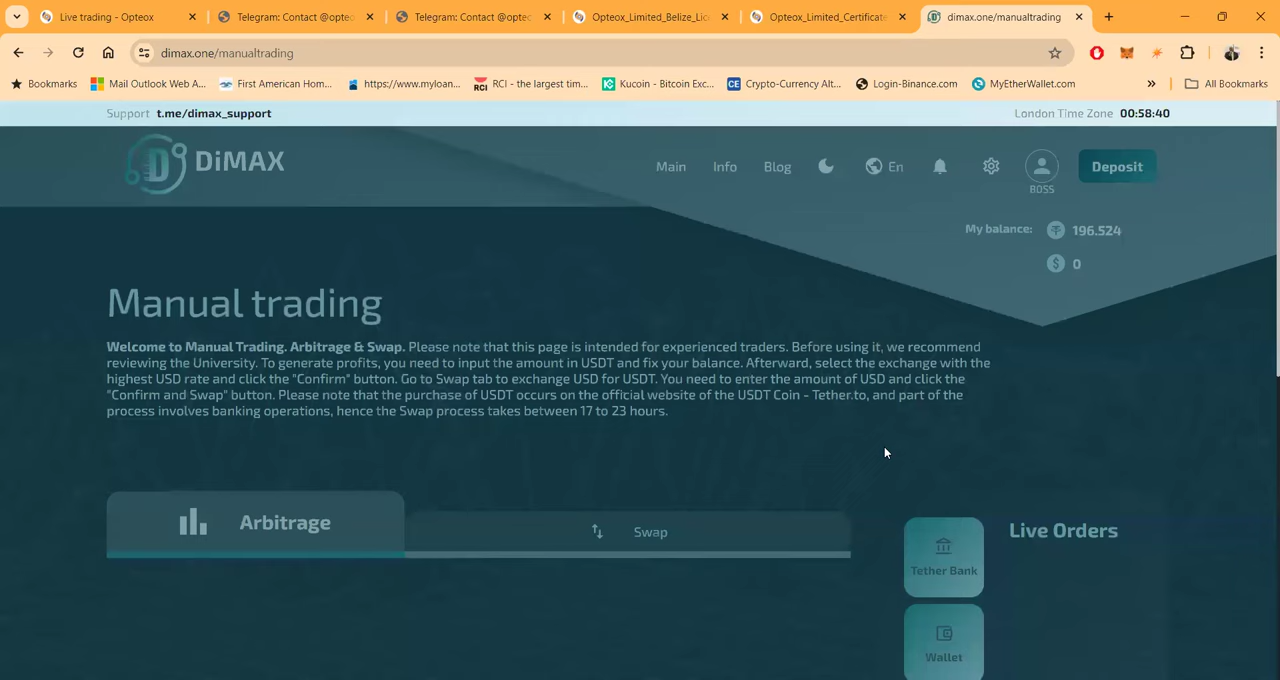 Live trading - Opteox
Telegram: Contact @opteo
Telegram: Contact @optec
Opteox_Limited_Belize_Lic
Opteox_Limited_Certificate
dimax.one/manualtrading
dimax.one/manualtrading
Bookmarks
Mail Outlook Web A...
First American Hom...
https://www.myloan...
RCI - the largest tim...
Kucoin - Bitcoin Exc...
Crypto-Currency Alt...
Login-Binance.com
MyEtherWallet.com
»
All Bookmarks
Support t.me/dimax_support
London Time Zone 00:58:40
DiMAX
Main
Info
Blog
En
BOSS
Deposit
My balance:
196.524
0
Manual trading
Welcome to Manual Trading. Arbitrage & Swap. Please note that this page is intended for experienced traders. Before using it, we recommend
reviewing the University. To generate profits, you need to input the amount in USDT and fix your balance. Afterward, select the exchange with the
highest USD rate and click the "Confirm" button. Go to Swap tab to exchange USD for USDT. You need to enter the amount of USD and click the
"Confirm and Swap" button. Please note that the purchase of USDT occurs on the official website of the USDT Coin - Tether.to, and part of the
process involves banking operations, hence the Swap process takes between 17 to 23 hours.
Arbitrage
Swap
Live Orders
Tether Bank
Wallet